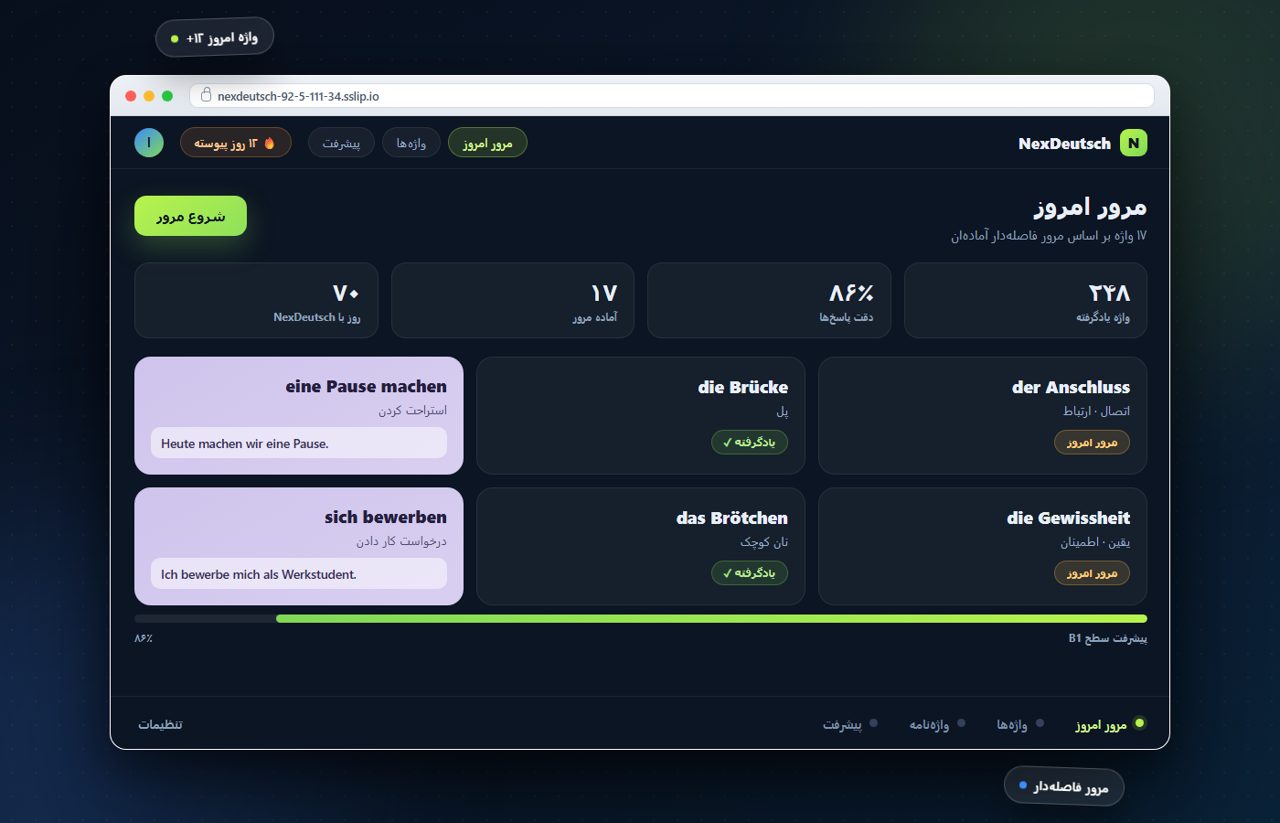 واژه امروز ۱۲+
nexdeutsch-92-5-111-34.sslip.io
N NexDeutsch
مرور امروز
واژه‌ها
پیشرفت
🔥 ۱۲ روز پیوسته
ا
مرور امروز
۱۷ واژه بر اساس مرور فاصله‌دار آماده‌ان
شروع مرور
۲۴۸
واژه یادگرفته
۸۶٪
دقت پاسخ‌ها
۱۷
آماده مرور
۷۰
روز با NexDeutsch
der Anschluss
اتصال · ارتباط
مرور امروز
die Brücke
پل
یادگرفته ✓
eine Pause machen
استراحت کردن
Heute machen wir eine Pause.
die Gewissheit
یقین · اطمینان
مرور امروز
das Brötchen
نان کوچک
یادگرفته ✓
sich bewerben
درخواست کار دادن
Ich bewerbe mich als Werkstudent.
پیشرفت سطح B1
۸۶٪
مرور امروز
واژه‌ها
واژه‌نامه
پیشرفت
تنظیمات
مرور فاصله‌دار